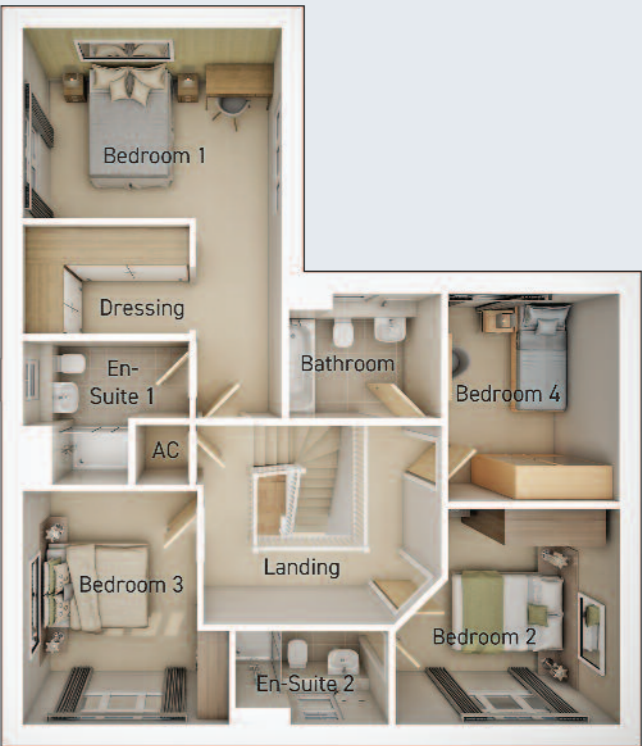 Bedroom 1
Dressing
En-
Suite 1
Bathroom
Bedroom 4
AC
Landing
Bedroom 3
Bedroom 2
En-Suite 2